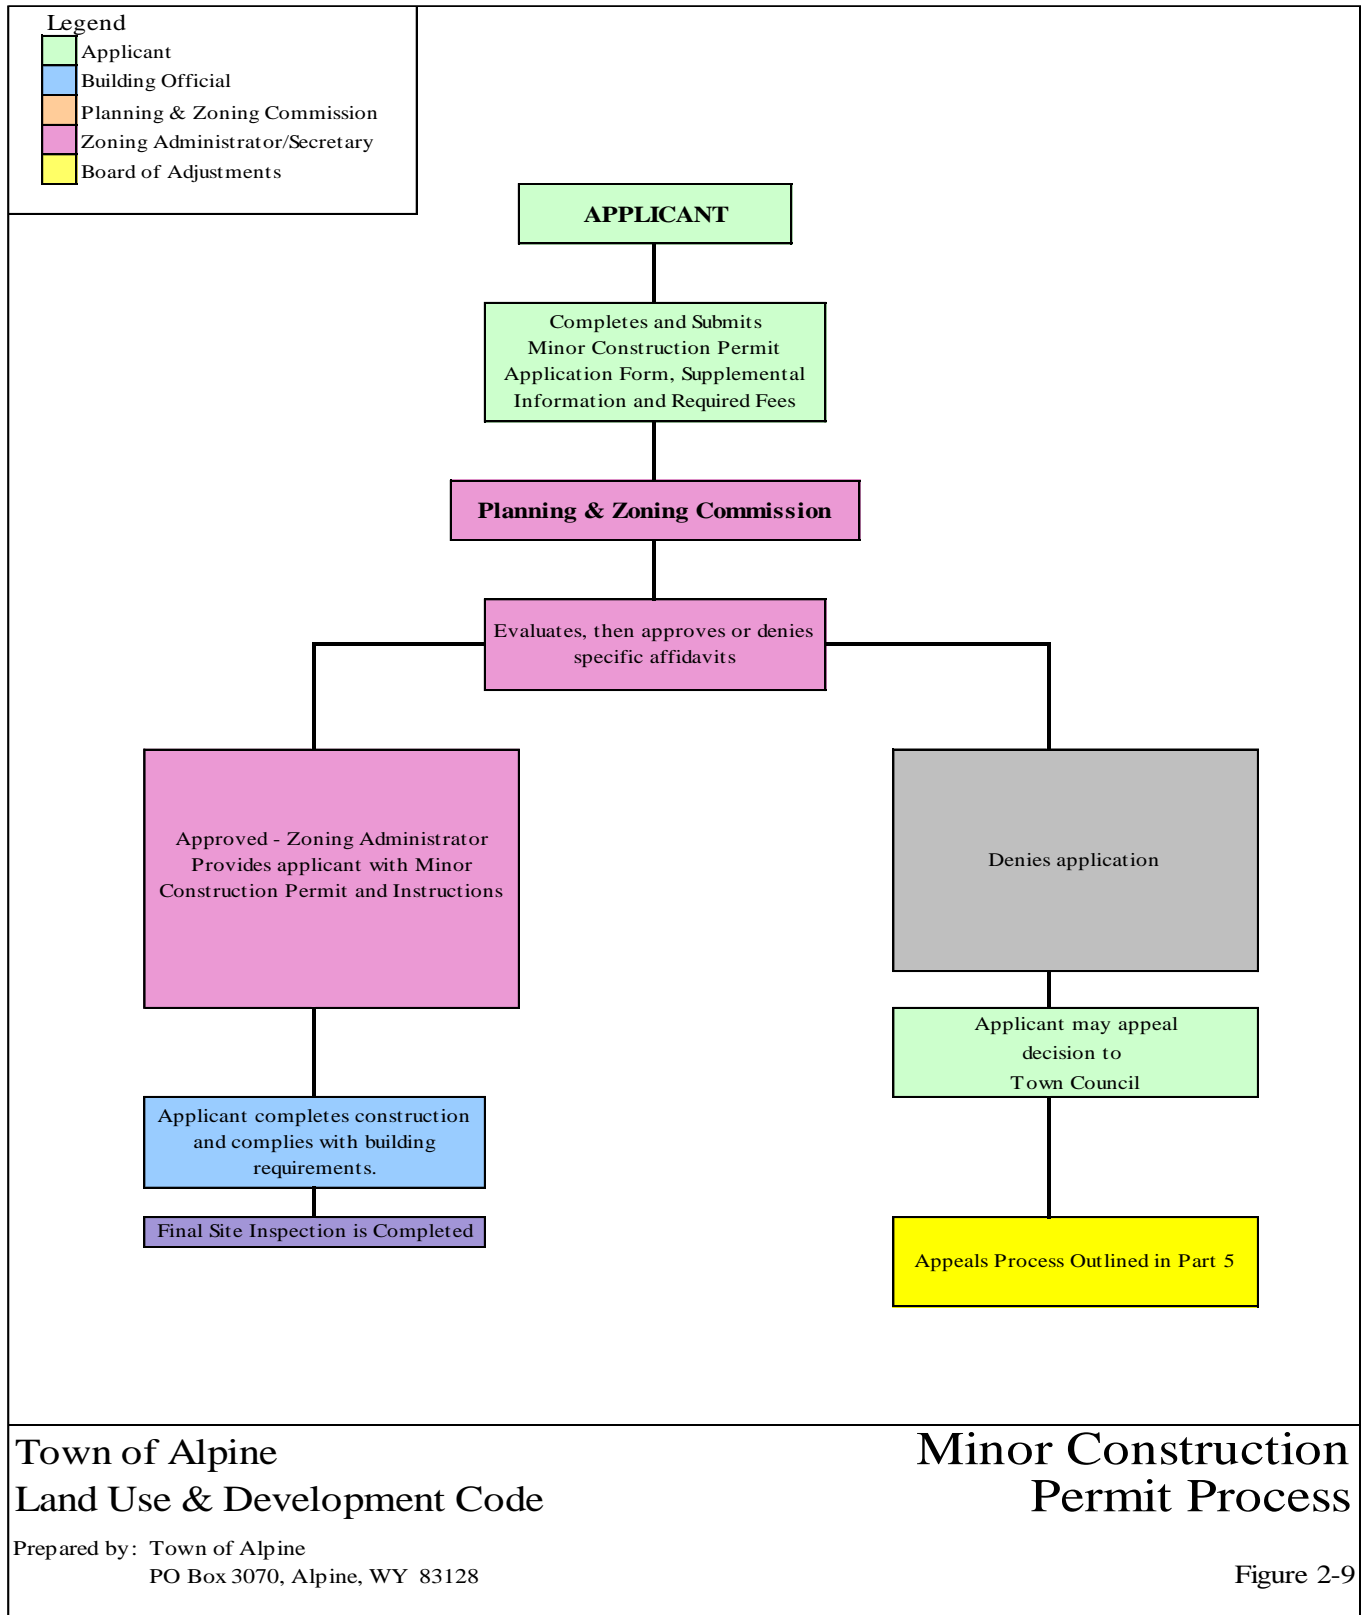 Legend
Applicant
Building Official
Planning & Zoning Commission
Zoning Administrator/Secretary
Board of Adjustments
APPLICANT
Completes and Submits
Minor Construction Permit
Application Form, Supplemental
Information and Required Fees
Planning & Zoning Commission
Evaluates, then approves or denies
specific affidavits
Approved - Zoning Administrator
Provides applicant with Minor
Construction Permit and Instructions
Denies application
Applicant may appeal
decision to
Town Council
Applicant completes construction
and complies with building
requirements.
Final Site Inspection is Completed
Appeals Process Outlined in Part 5
Town of Alpine
Land Use & Development Code
Prepared by: Town of Alpine
PO Box 3070, Alpine, WY 83128
Minor Construction
Permit Process
Figure 2-9